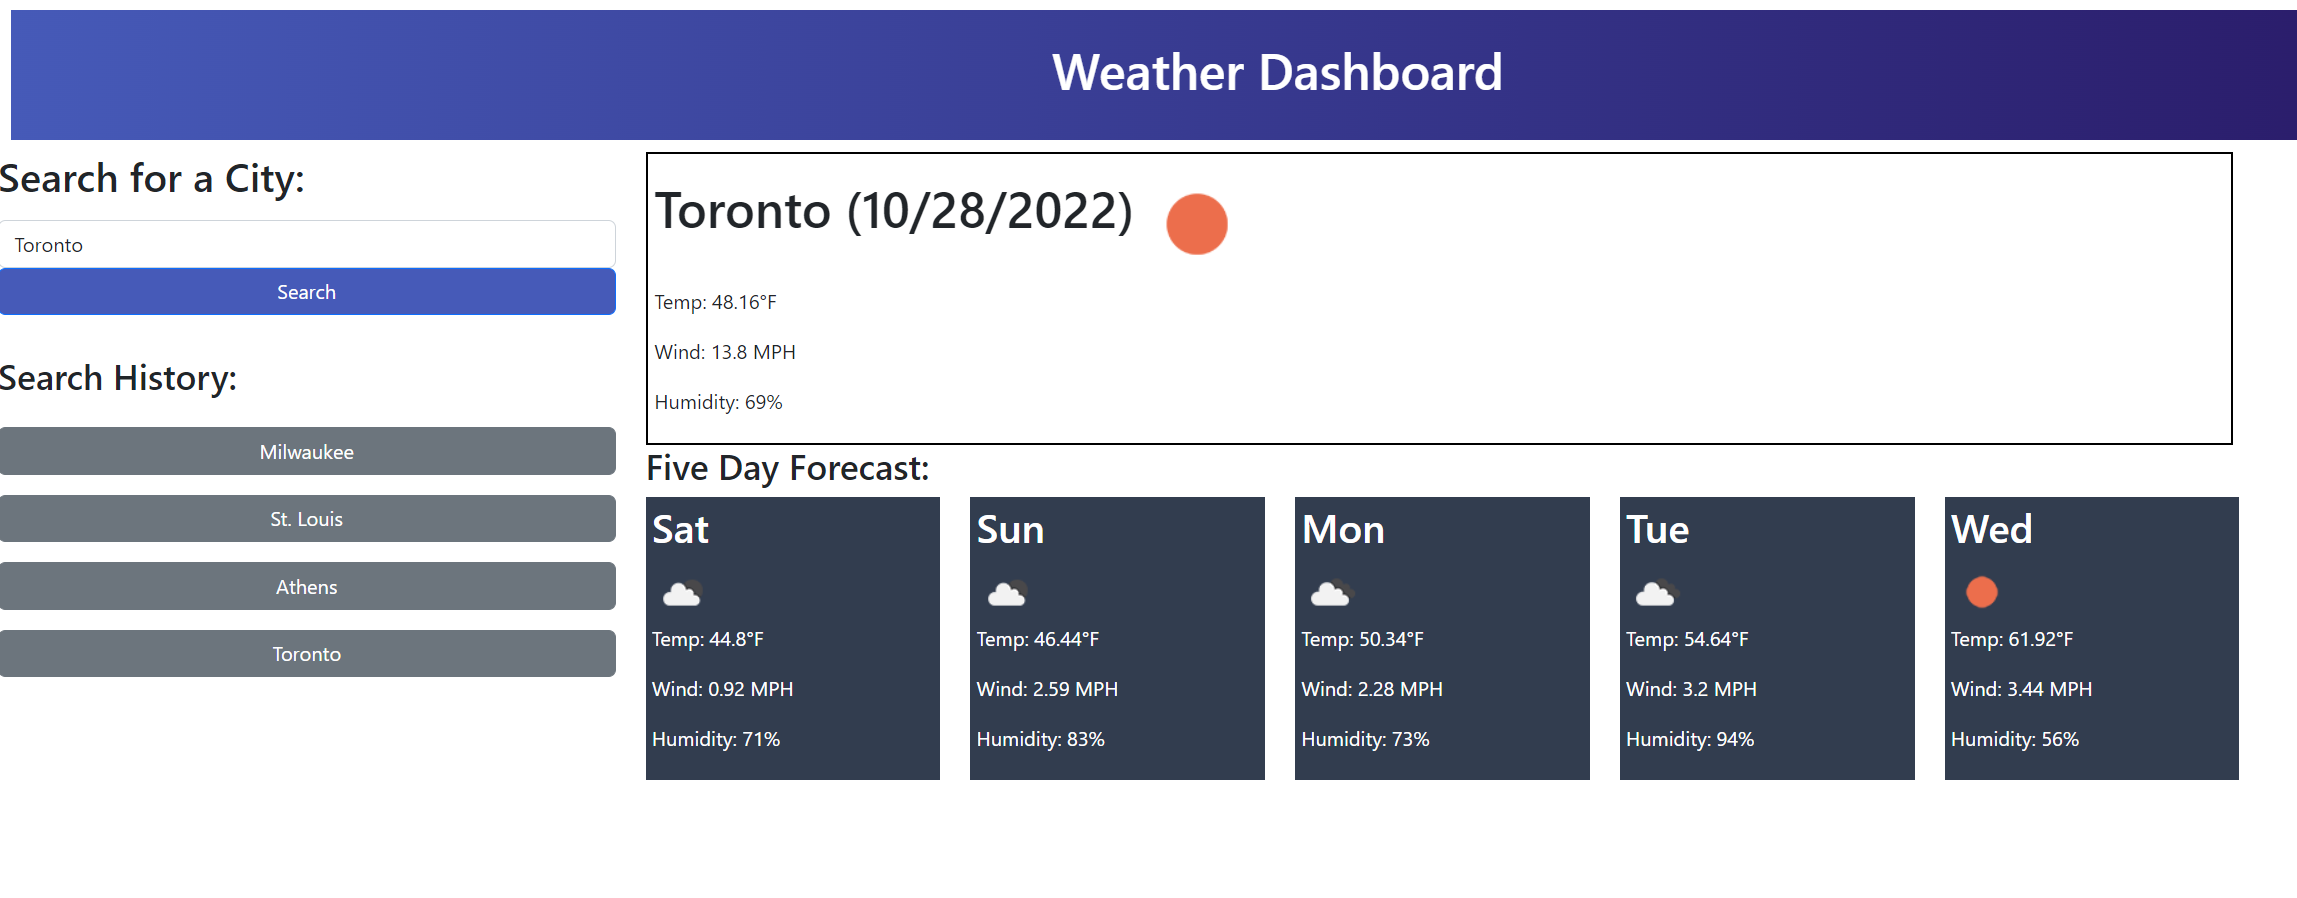 Weather Dashboard
Search for a City:
Toronto
Search
Search History:
Milwaukee
St. Louis
Athens
Toronto
Toronto (10/28/2022)
Temp: 48.16°F
Wind: 13.8 MPH
Humidity: 69%
Five Day Forecast:
Sat
Temp: 44.8°F
Wind: 0.92 MPH
Humidity: 71%
Sun
Temp: 46.44°F
Wind: 2.59 MPH
Humidity: 83%
Mon
Temp: 50.34°F
Wind: 2.28 MPH
Humidity: 73%
Tue
Temp: 54.64°F
Wind: 3.2 MPH
Humidity: 94%
Wed
Temp: 61.92°F
Wind: 3.44 MPH
Humidity: 56%